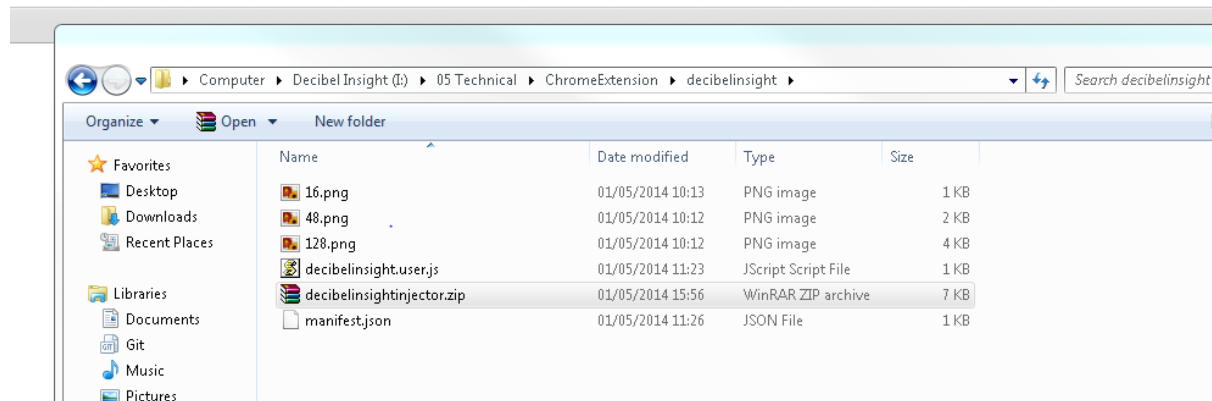 Computer ▸ Decibel Insight (I:) ▸ 05 Technical ▸ ChromeExtension ▸ decibelinsight ▸ Search decibelinsight
Organize Open New folder
Favorites
Desktop
Downloads
Recent Places
Libraries
Documents
Git
Music
Pictures
Name Date modified Type Size
16.png 01/05/2014 10:13 PNG image 1 KB
48.png 01/05/2014 10:12 PNG image 2 KB
128.png 01/05/2014 10:12 PNG image 4 KB
decibelinsight.user.js 01/05/2014 11:23 JScript Script File 1 KB
decibelinsightinjector.zip 01/05/2014 15:56 WinRAR ZIP archive 7 KB
manifest.json 01/05/2014 11:26 JSON File 1 KB